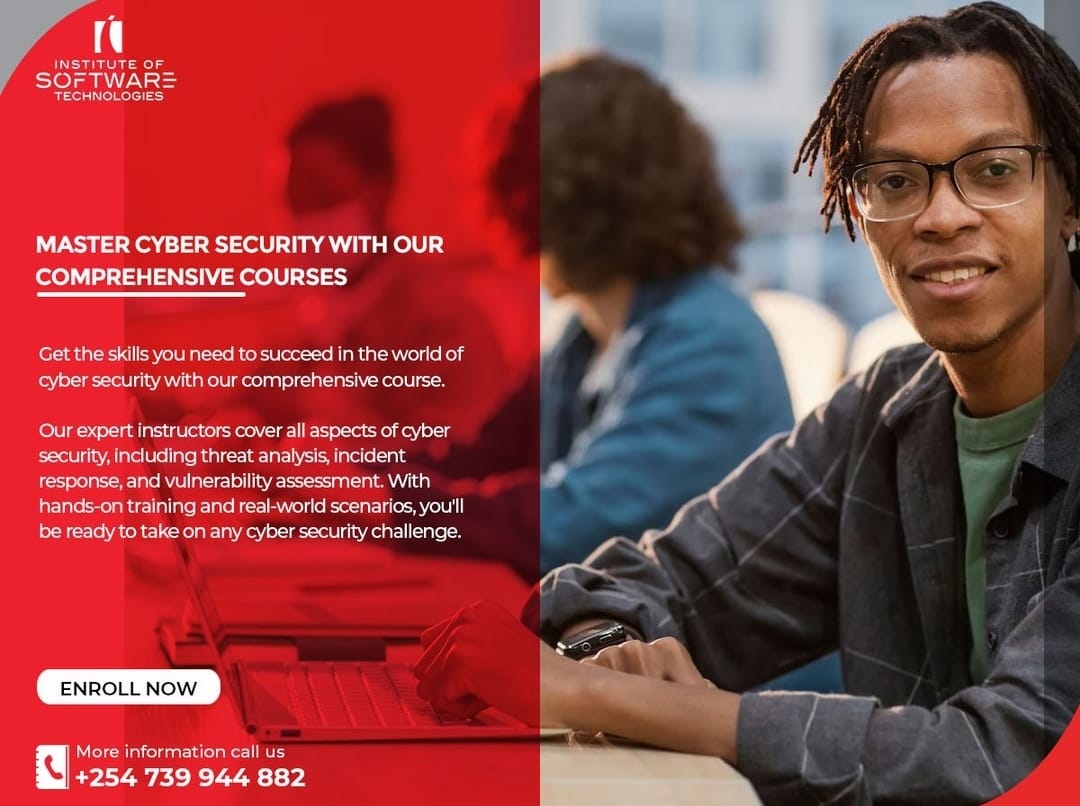 INSTITUTE OF
SOFTWARE
TECHNOLOGIES
MASTER CYBER SECURITY WITH OUR
COMPREHENSIVE COURSES
Get the skills you need to succeed in the world of
cyber security with our comprehensive course.
Our expert instructors cover all aspects of cyber
security, including threat analysis, incident
response, and vulnerability assessment. With
hands-on training and real-world scenarios, you'll
be ready to take on any cyber security challenge.
ENROLL NOW
More information call us
+254 739 944 882